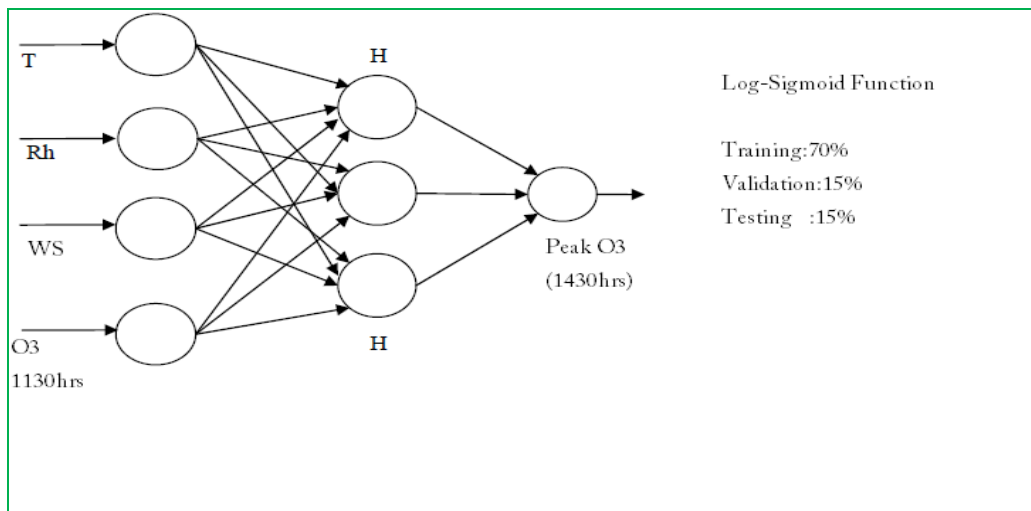 T
Rh
WS
O3
1130hrs
H
H
Peak O3
(1430hrs)
Log-Sigmoid Function
Training:70%
Validation:15%
Testing :15%